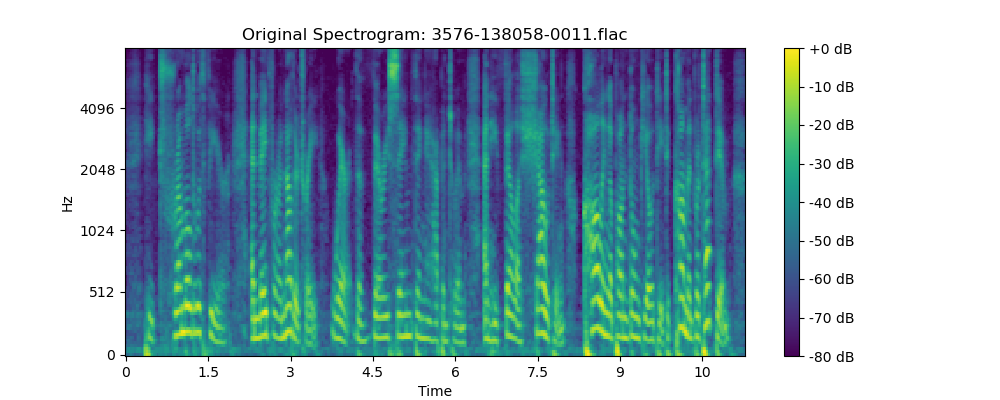 Original Spectrogram: 3576-138058-0011.flac
Hz
4096
2048
1024
512
0
0 1.5 3 4.5 6 7.5 9 10
Time
+0 dB
-10 dB
-20 dB
-30 dB
-40 dB
-50 dB
-60 dB
-70 dB
-80 dB